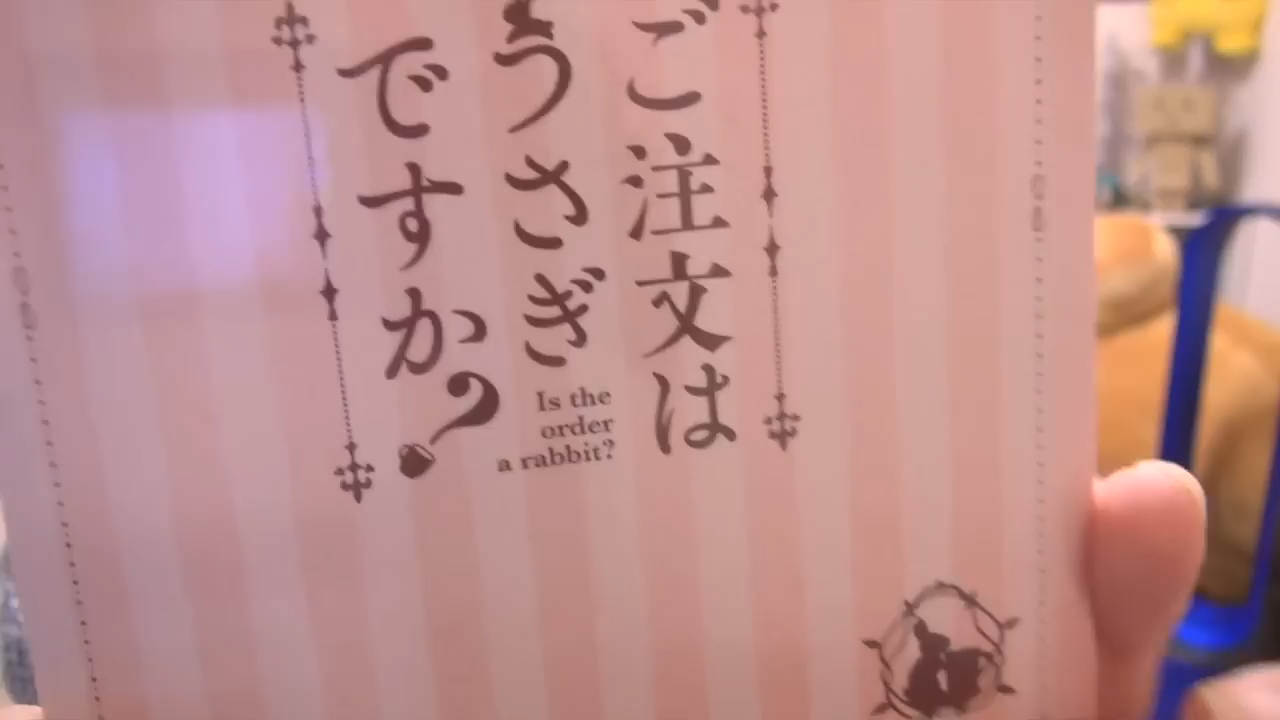 ご注文は
うさぎ
ですか?
Is the
order
a rabbit?